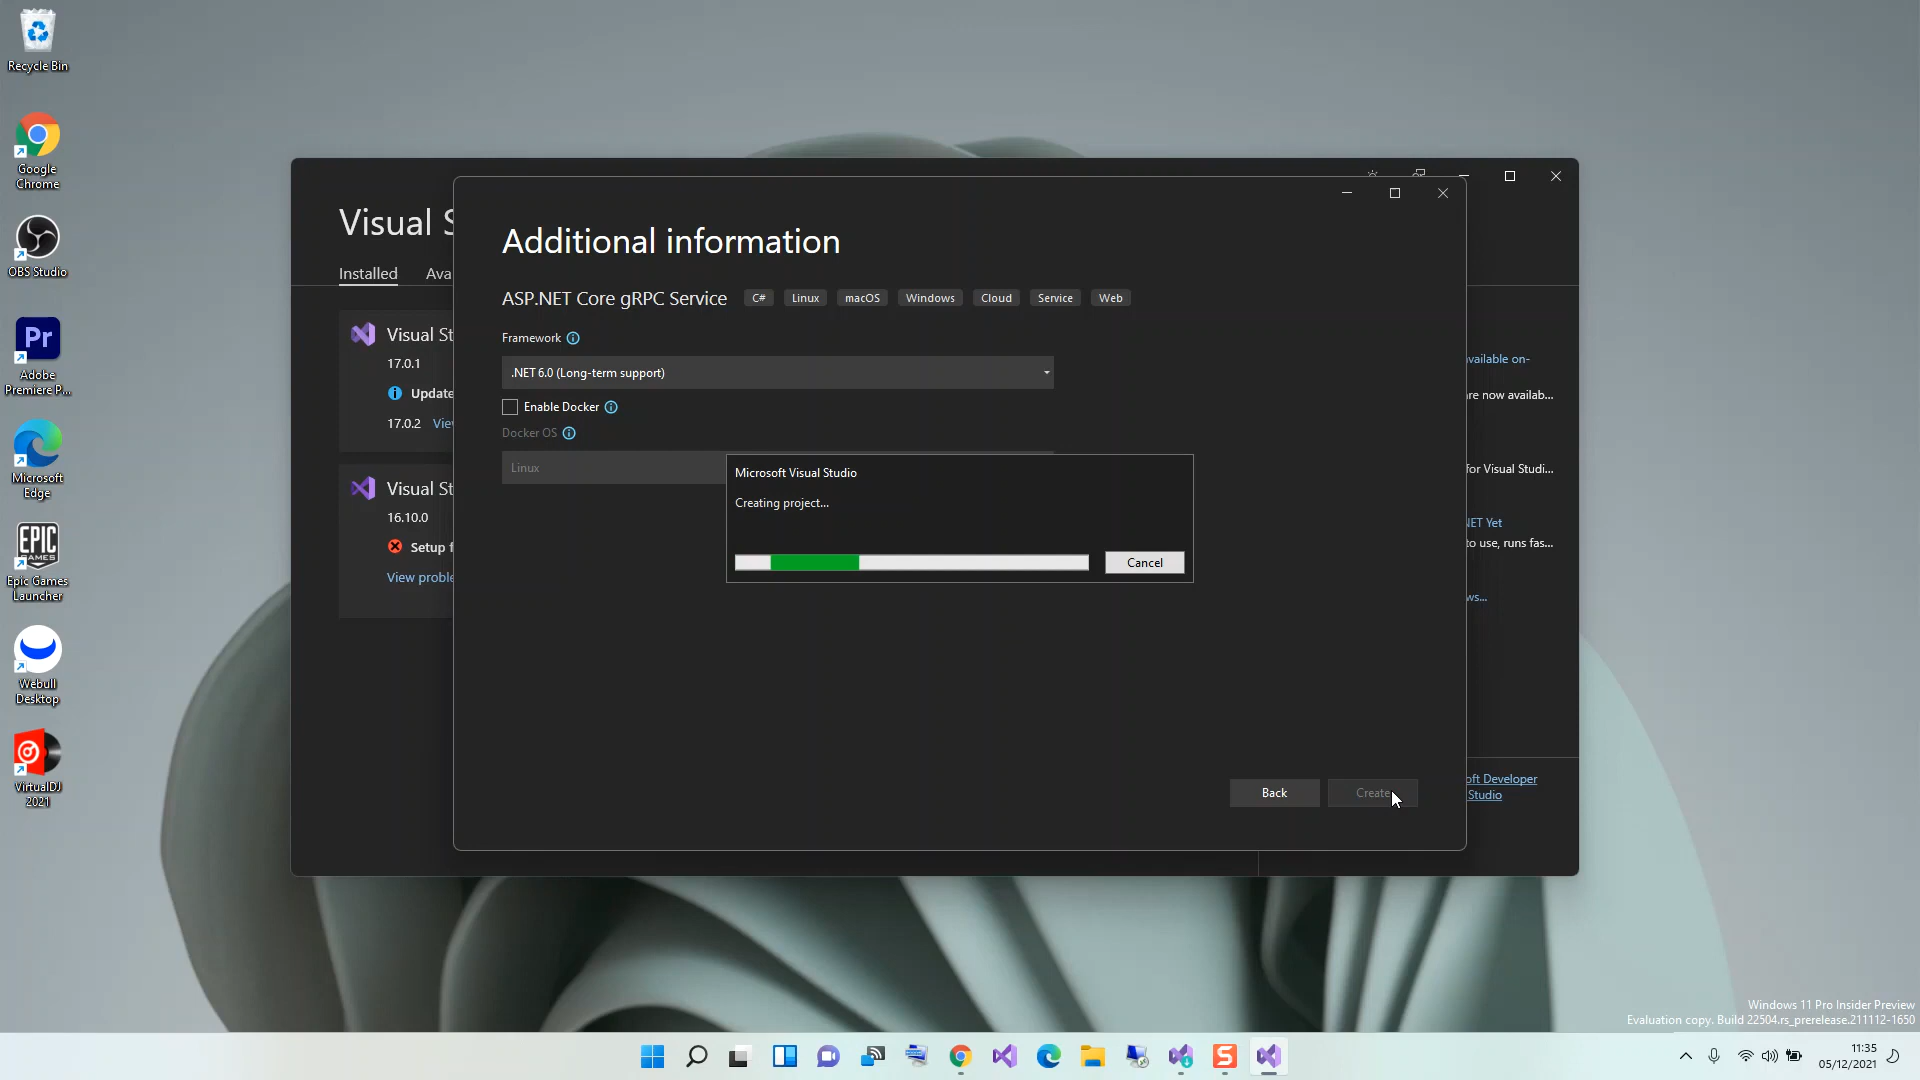 Recycle Bin
Google
Chrome
OBS Studio
Pr
Adobe
Premiere P...
Microsoft
Edge
EPIC
GAMES
Epic Games
Launcher
Webull
Desktop
VirtualDJ
2021
Visual S
Installed
Ava
Visual St
17.0.1
Update
17.0.2
Vie
Visual St
16.10.0
Setup f
View proble
Additional information
ASP.NET Core gRPC Service
C#
Linux
macOS
Windows
Cloud
Service
Web
Framework
.NET 6.0 (Long-term support)
Enable Docker
Docker OS
Linux
Microsoft Visual Studio
Creating project...
Cancel
Back
Create
vailable on-
re now availab...
for Visual Studi...
NET Yet
to use, runs fas...
ws...
oft Developer
Studio
Windows 11 Pro Insider Preview
Evaluation copy. Build 22504.rs_prerelease.211112-1650
S
11:35
05/12/2021